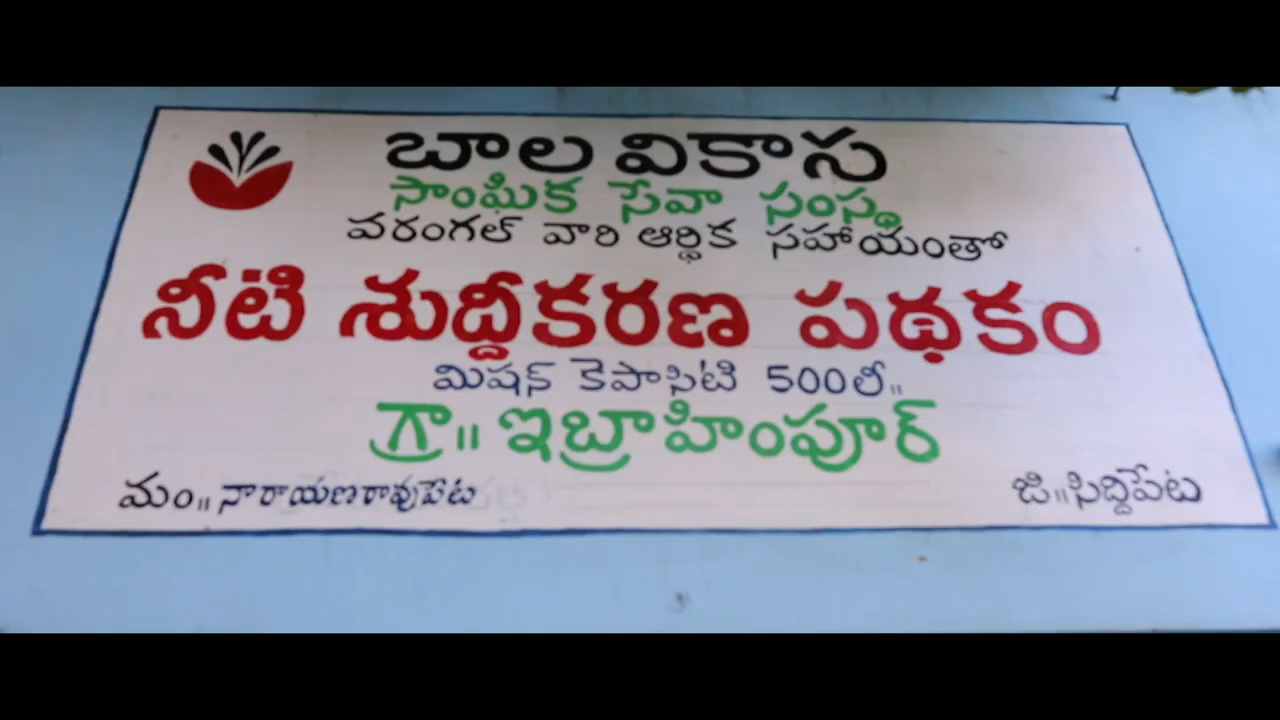 బాల వికాస
సాంఘిక సేవా సంస్థ
వరంగల్ వారి ఆర్థిక సహాయంతో
నీటి శుద్ధీకరణ పథకం
మిషన్ కెపాసిటి 500లీ॥
గ్రా॥ ఇబ్రాహింపూర్
మం॥ నారాయణరావుపేట జి॥సిద్దిపేట